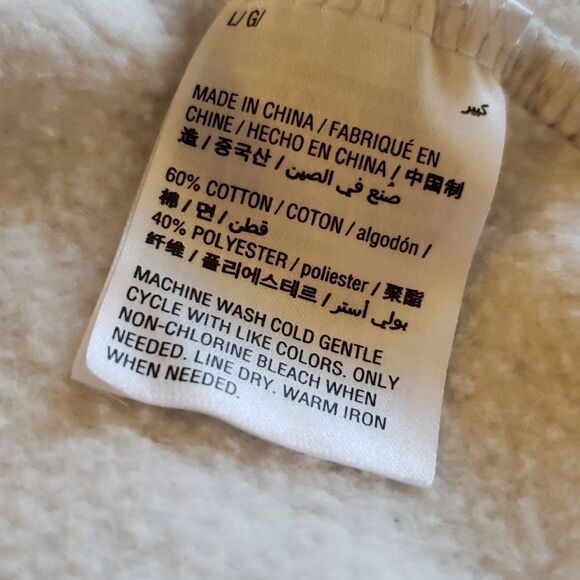 L/ G/
كبير
MADE IN CHINA / FABRIQUÉ EN
CHINE / HECHO EN CHINA / 中国制
造 / 중국산 / صُنع في الصين /
60% COTTON / COTON / algodón /
棉 / 면 / قطن /
40% POLYESTER / poliester / 聚酯
纤维 / 폴리에스테르 / بولي أستر /
MACHINE WASH COLD GENTLE
CYCLE WITH LIKE COLORS. ONLY
NON-CHLORINE BLEACH WHEN
NEEDED. LINE DRY. WARM IRON
WHEN NEEDED.